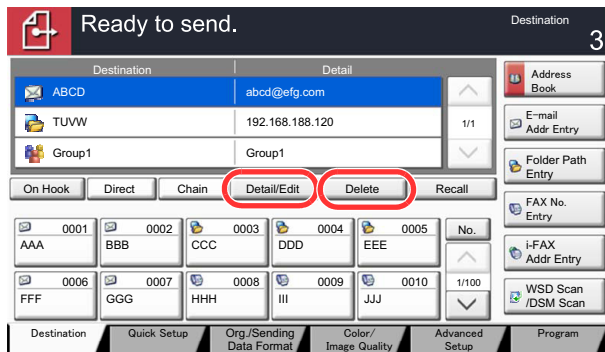 Ready to send.
Destination
3
Destination Detail
ABCD abcd@efg.com
TUVW 192.168.188.120
1/1
Group1 Group1
Address
Book
E-mail
Addr Entry
Folder Path
Entry
FAX No.
Entry
i-FAX
Addr Entry
WSD Scan
/DSM Scan
On Hook Direct Chain Detail/Edit Delete Recall
0001 0002 0003 0004 0005 No.
AAA BBB CCC DDD EEE
0006 0007 0008 0009 0010 1/100
FFF GGG HHH III JJJ
Destination Quick Setup Org./Sending
Data Format Color/
Image Quality Advanced
Setup Program